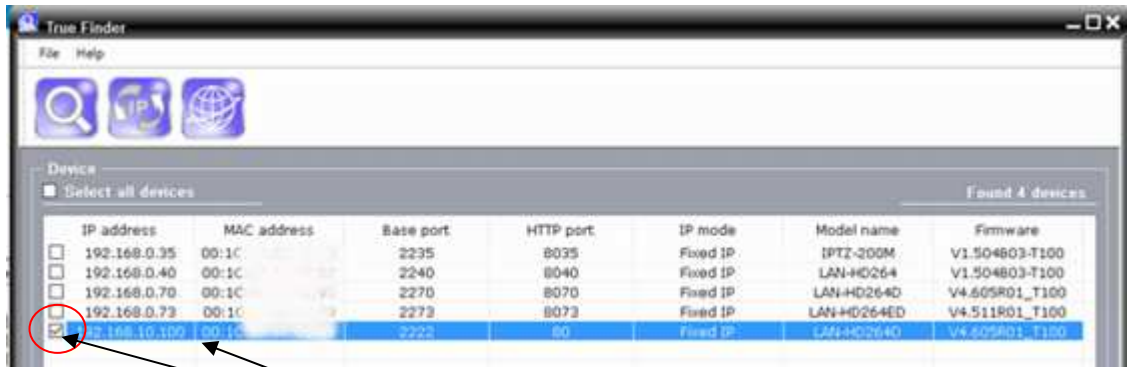 True Finder
File Help
IP
Device
Select all devices Found 4 devices
IP address MAC address Base port HTTP port IP mode Model name Firmware
192.168.0.35 00:1C 2235 8035 Fixed IP IPTZ-200M V1.504803-T100
192.168.0.40 00:1C 2240 8040 Fixed IP LAN-HD264 V1.504803-T100
192.168.0.70 00:1C 2270 8070 Fixed IP LAN-HD264D V4.605R01_T100
192.168.0.73 00:1C 2273 8073 Fixed IP LAN-HD264ED V4.511R01_T100
192.168.10.100 00:1C 2222 80 Fixed IP LAN-HD264D V4.605R01_T100